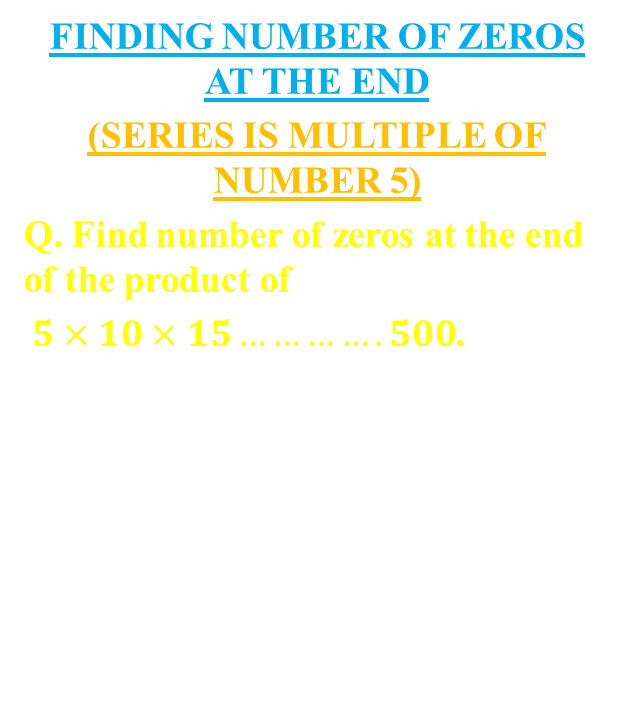 FINDING NUMBER OF ZEROS
AT THE END
(SERIES IS MULTIPLE OF
NUMBER 5)
Q. Find number of zeros at the end
of the product of
5 × 10 × 15 … … … … . 500.